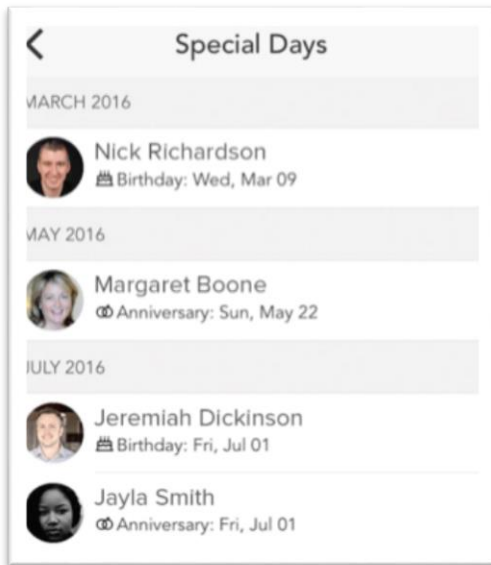 Special Days
MARCH 2016
Nick Richardson
Birthday: Wed, Mar 09
MAY 2016
Margaret Boone
Anniversary: Sun, May 22
JULY 2016
Jeremiah Dickinson
Birthday: Fri, Jul 01
Jayla Smith
Anniversary: Fri, Jul 01